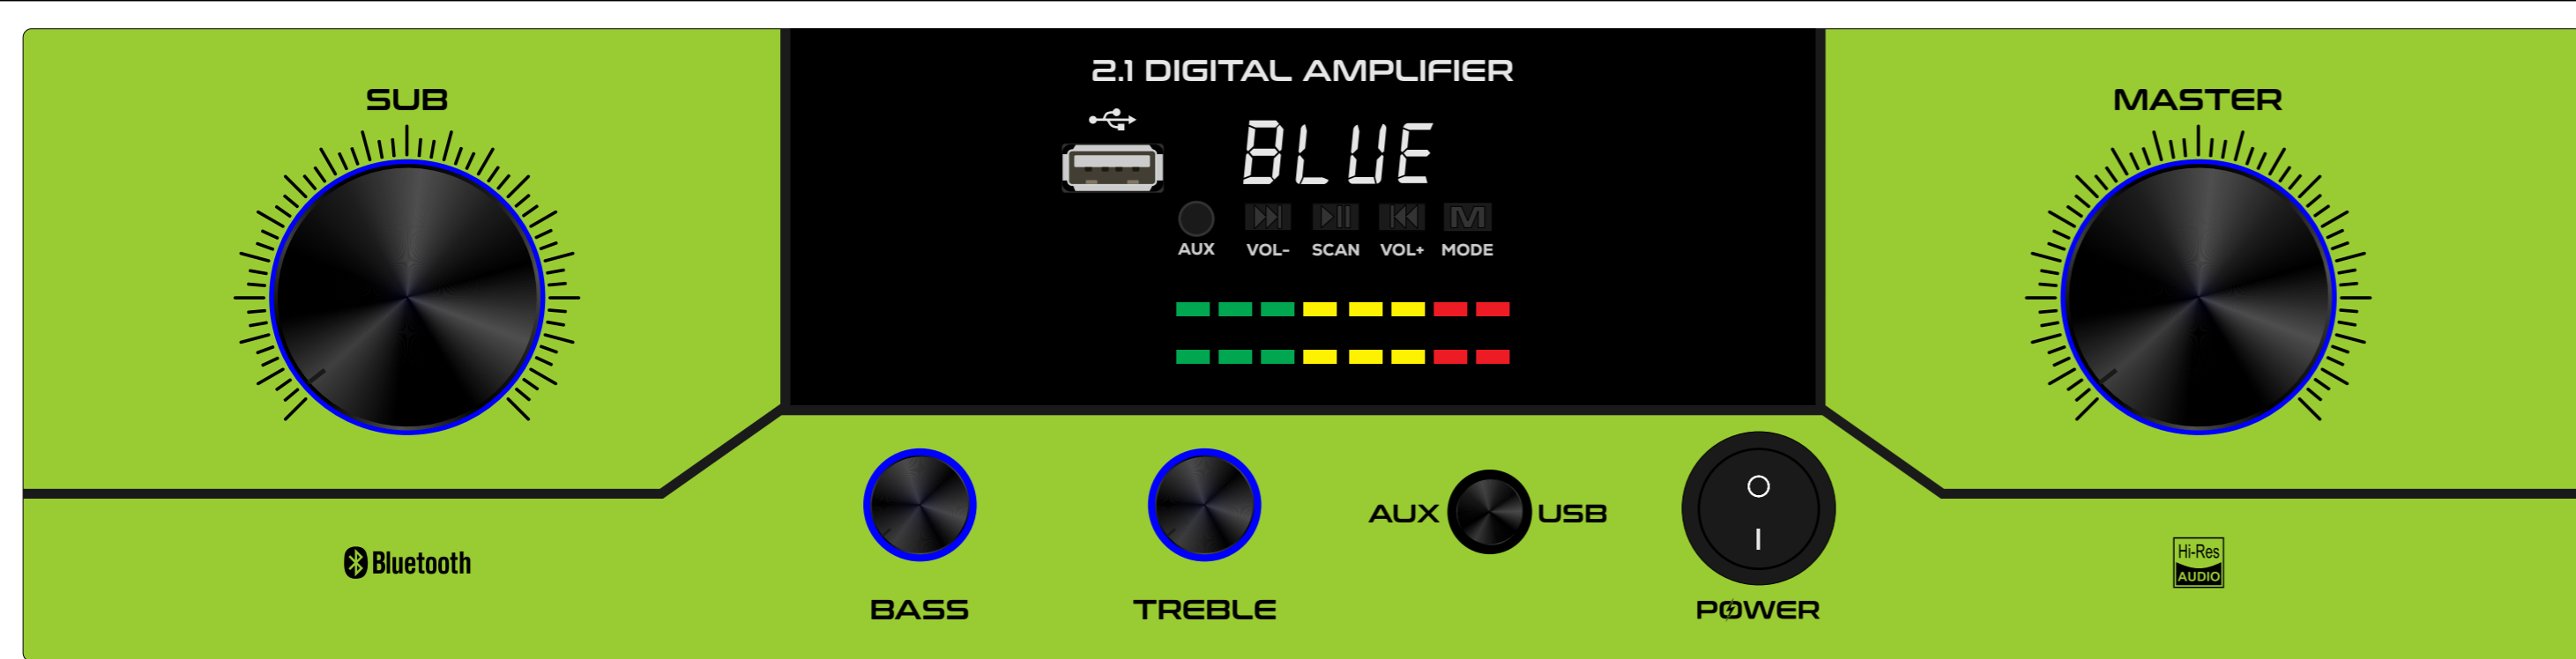 2.1 DIGITAL AMPLIFIER
SUB
MASTER
BLUE
M
AUX VOL- SCAN VOL+ MODE
AUX USB
Bluetooth
Hi-Res
AUDIO
BASS TREBLE POWER